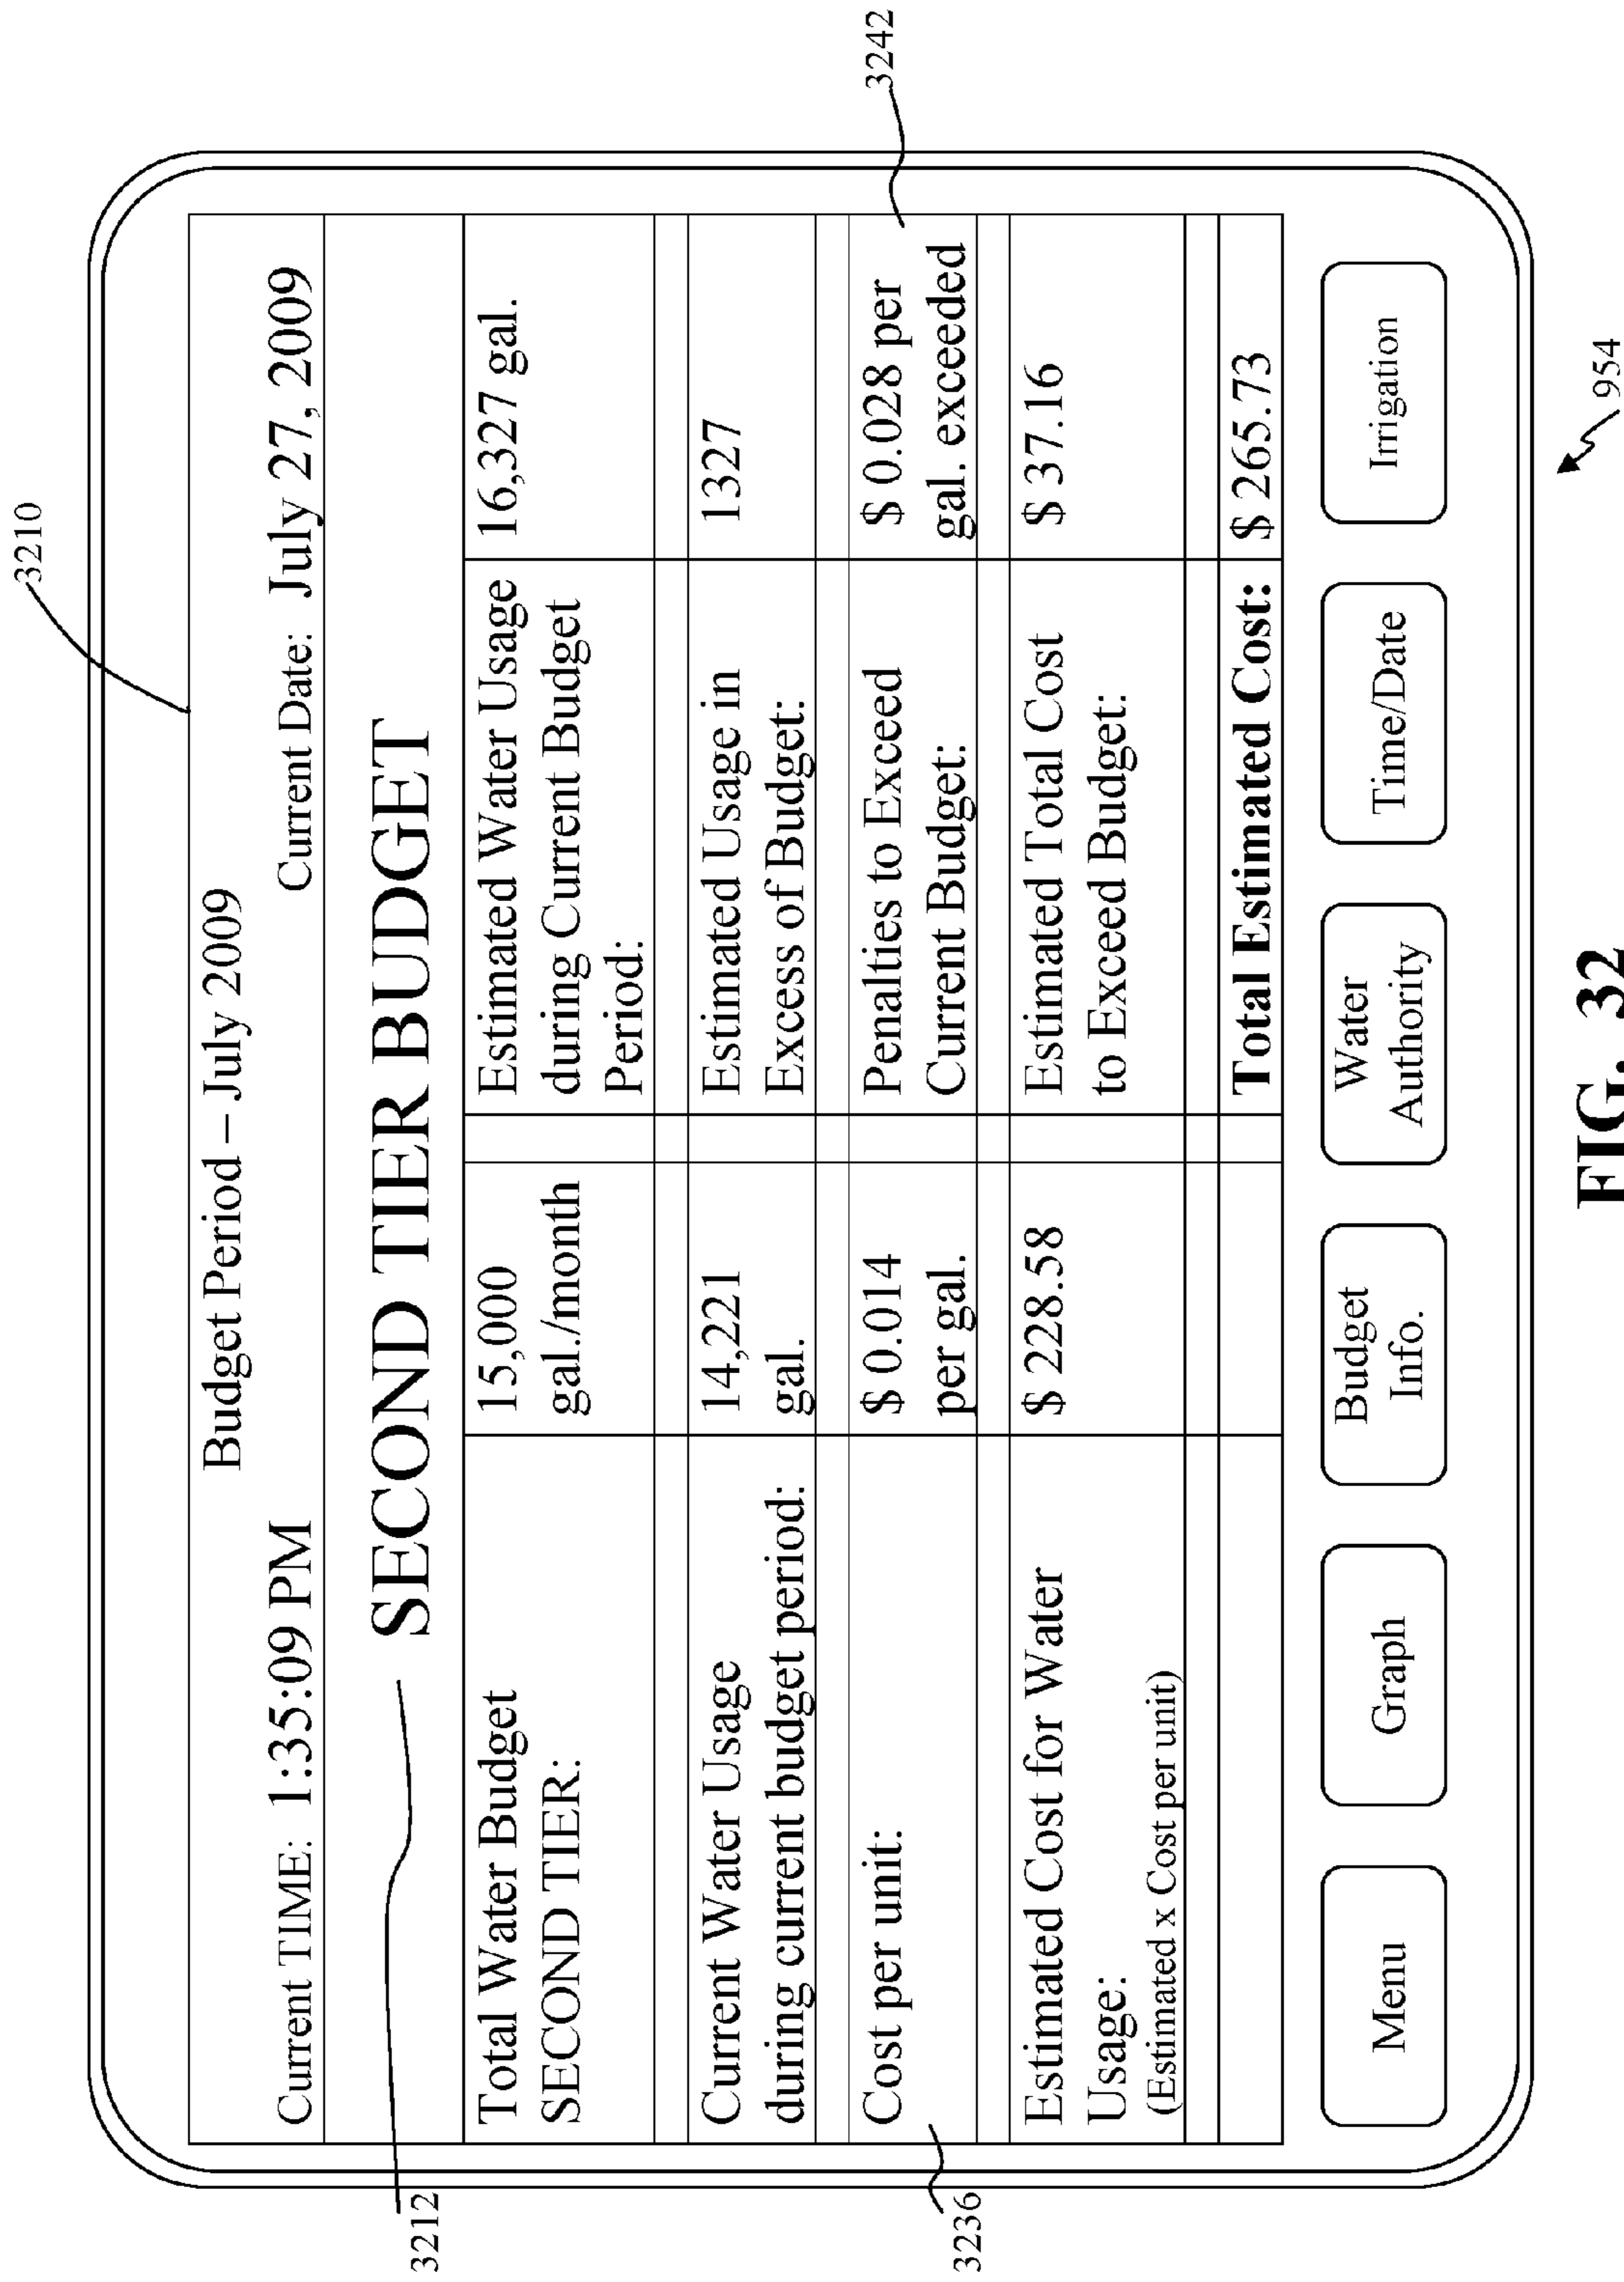 3210
Budget Period – July 2009
Current TIME: 1:35:09 PM
Current Date: July 27, 2009
3212
SECOND TIER BUDGET
Total Water Budget
SECOND TIER:
15,000
gal./month
Estimated Water Usage
during Current Budget
Period:
16,327 gal.
Current Water Usage
during current budget period:
14,221
gal.
Estimated Usage in
Excess of Budget:
1327
3236
Cost per unit:
$ 0.014
per gal.
Penalties to Exceed
Current Budget:
$ 0.028 per
gal. exceeded
3242
Estimated Cost for Water
Usage:
(Estimated x Cost per unit)
$ 228.58
Estimated Total Cost
to Exceed Budget:
$ 37.16
Total Estimated Cost:
$ 265.73
Menu
Graph
Budget
Info.
Water
Authority
Time/Date
Irrigation
954
FIG. 32